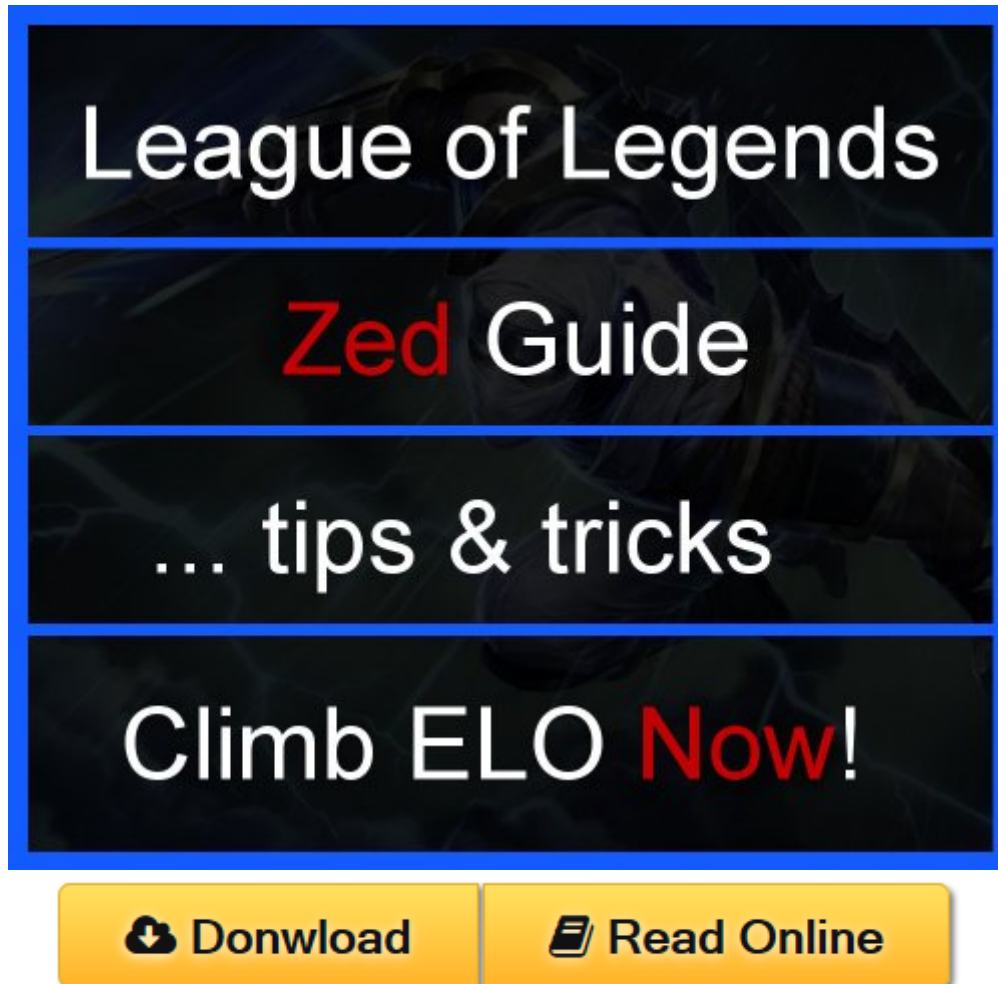 League of Legends
Zed Guide
... tips & tricks
Climb ELO Now!
Donwload
Read Online